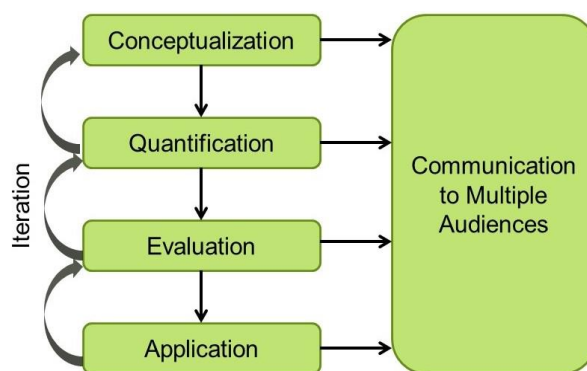 Conceptualization
Quantification
Evaluation
Application
Iteration
Communication
to Multiple
Audiences